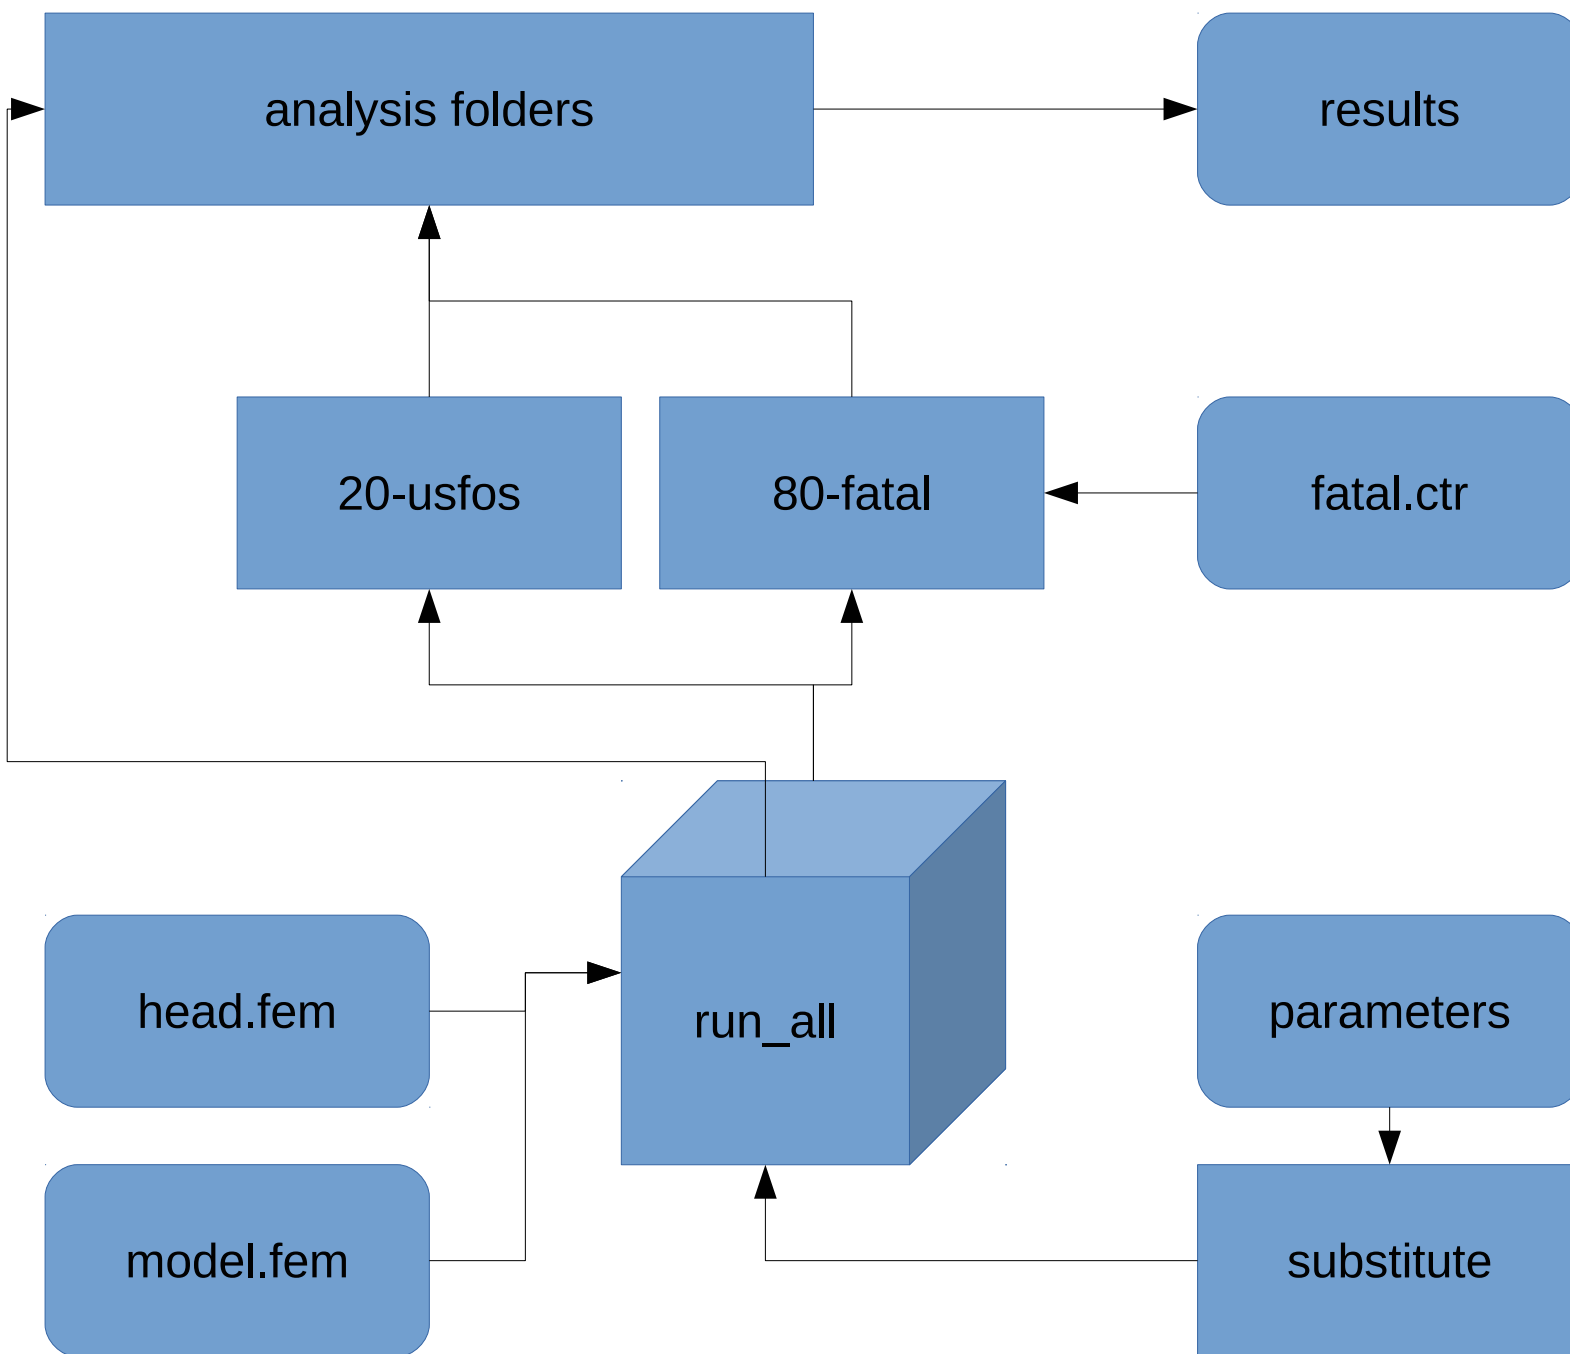 analysis folders
results
20-usfos
80-fatal
fatal.ctr
head.fem
run_all
parameters
model.fem
substitute